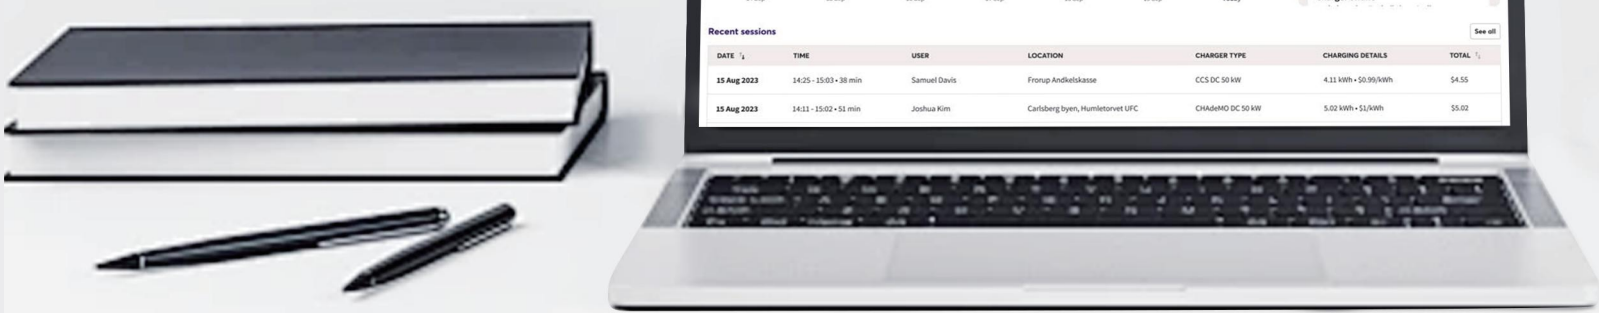 Recent sessions
See all
DATE TIME USER LOCATION CHARGER TYPE CHARGING DETAILS TOTAL
15 Aug 2023 14:25 - 15:03 • 38 min Samuel Davis Frorup Andkelskasse CCS DC 50 kW 4.11 kWh • $0.99/kWh $4.55
15 Aug 2023 14:11 - 15:02 • 51 min Joshua Kim Carlsberg byen, Humletorvet UFC CHAdeMO DC 50 kW 5.02 kWh • $1/kWh $5.02